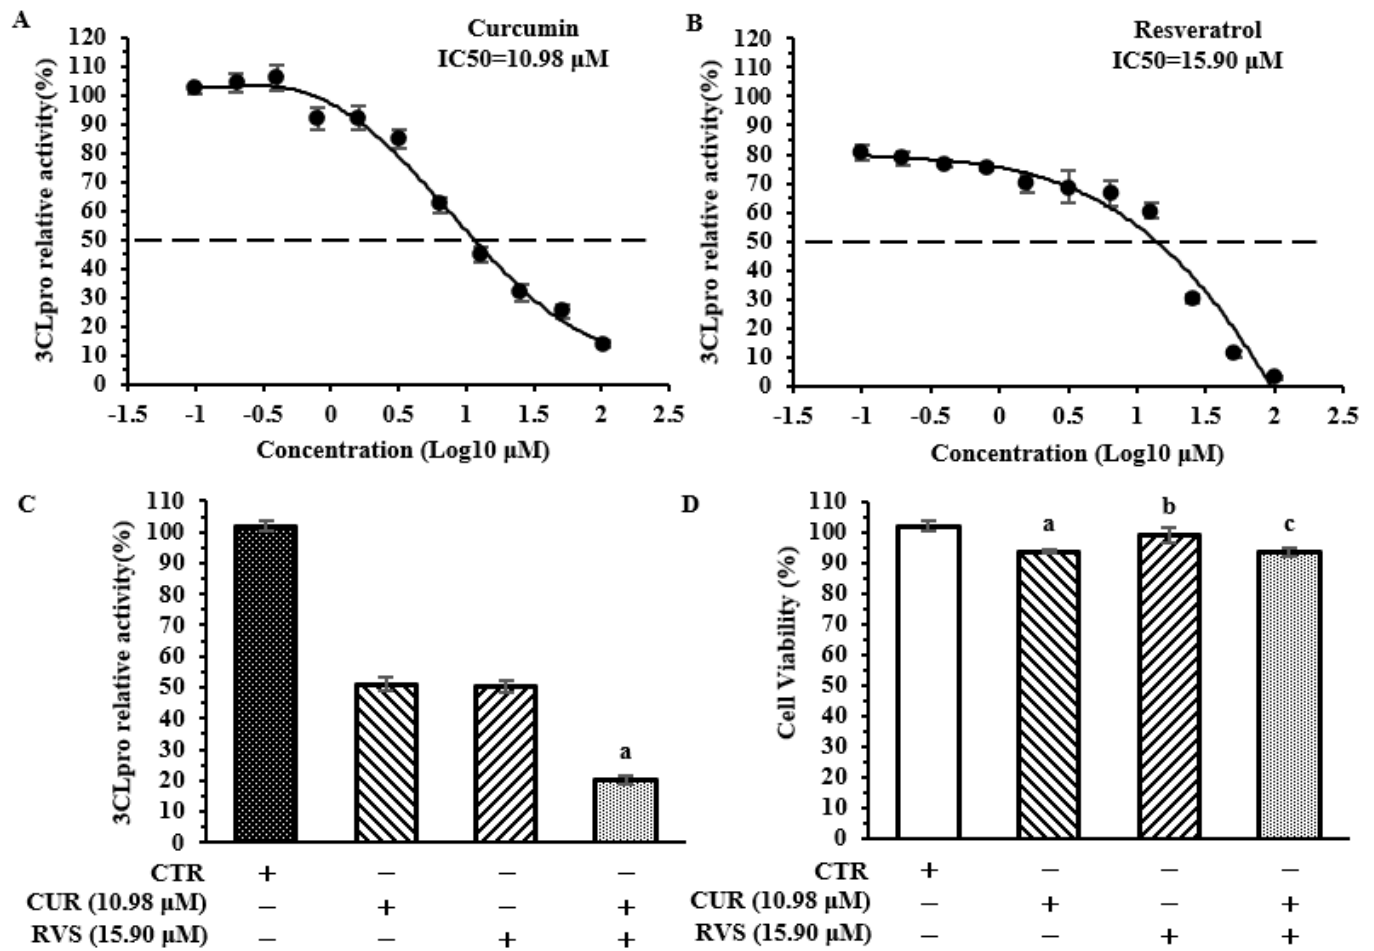 A
Curcumin
IC50=10.98 μM
3CLpro relative activity(%)
120
110
100
90
80
70
60
50
40
30
20
10
0
-1.5 -1 -0.5 0 0.5 1 1.5 2 2.5
Concentration (Log10 μM)
B
Resveratrol
IC50=15.90 μM
3CLpro relative activity(%)
120
110
100
90
80
70
60
50
40
30
20
10
0
-1.5 -1 -0.5 0 0.5 1 1.5 2 2.5
Concentration (Log10 μM)
C
3CLpro relative activity(%)
110
100
90
80
70
60
50
40
30
20
10
0
a
CTR + − − −
CUR (10.98 μM) − + − +
RVS (15.90 μM) − − + +
D
Cell Viability (%)
110
100
90
80
70
60
50
40
30
20
10
0
a b c
CTR + − − −
CUR (10.98 μM) − + − +
RVS (15.90 μM) − − + +